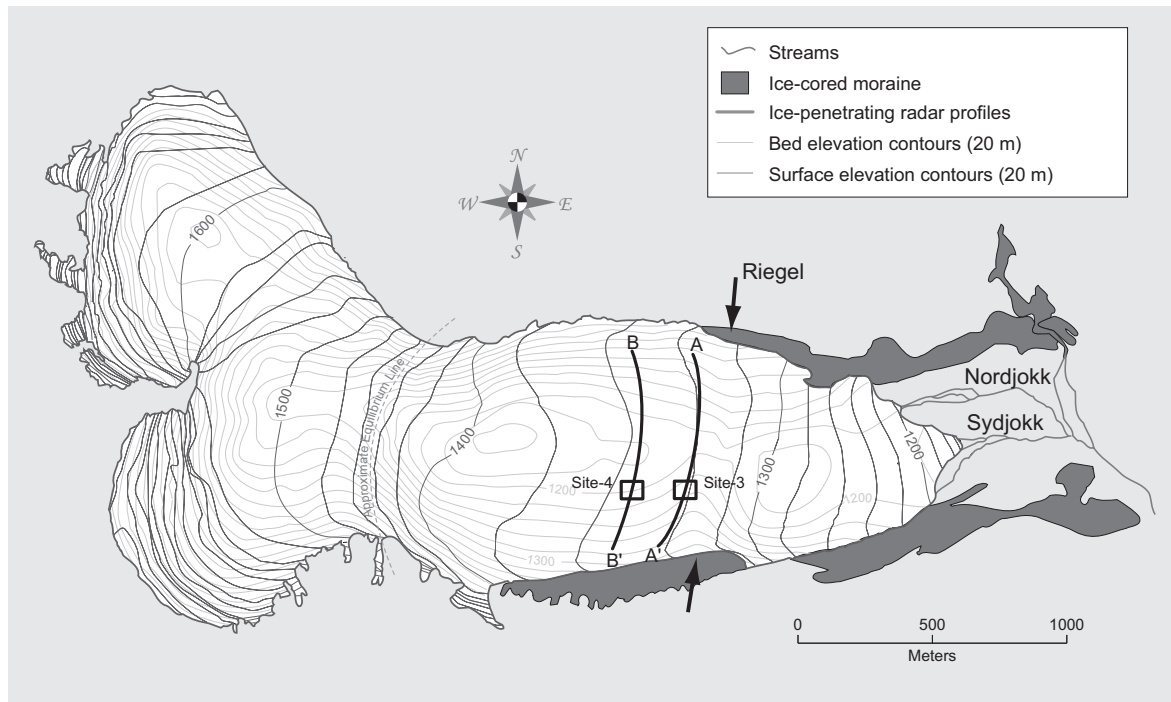 Streams
Ice-cored moraine
Ice-penetrating radar profiles
Bed elevation contours (20 m)
Surface elevation contours (20 m)
N
W E
S
1600
Riegel
B
A
Nordjokk
Sydjokk
Approximate Equilibrium Line
1500
1400
1200
1300
Site-4
Site-3
1200
1200
1300
B'
A'
0 500 1000
Meters